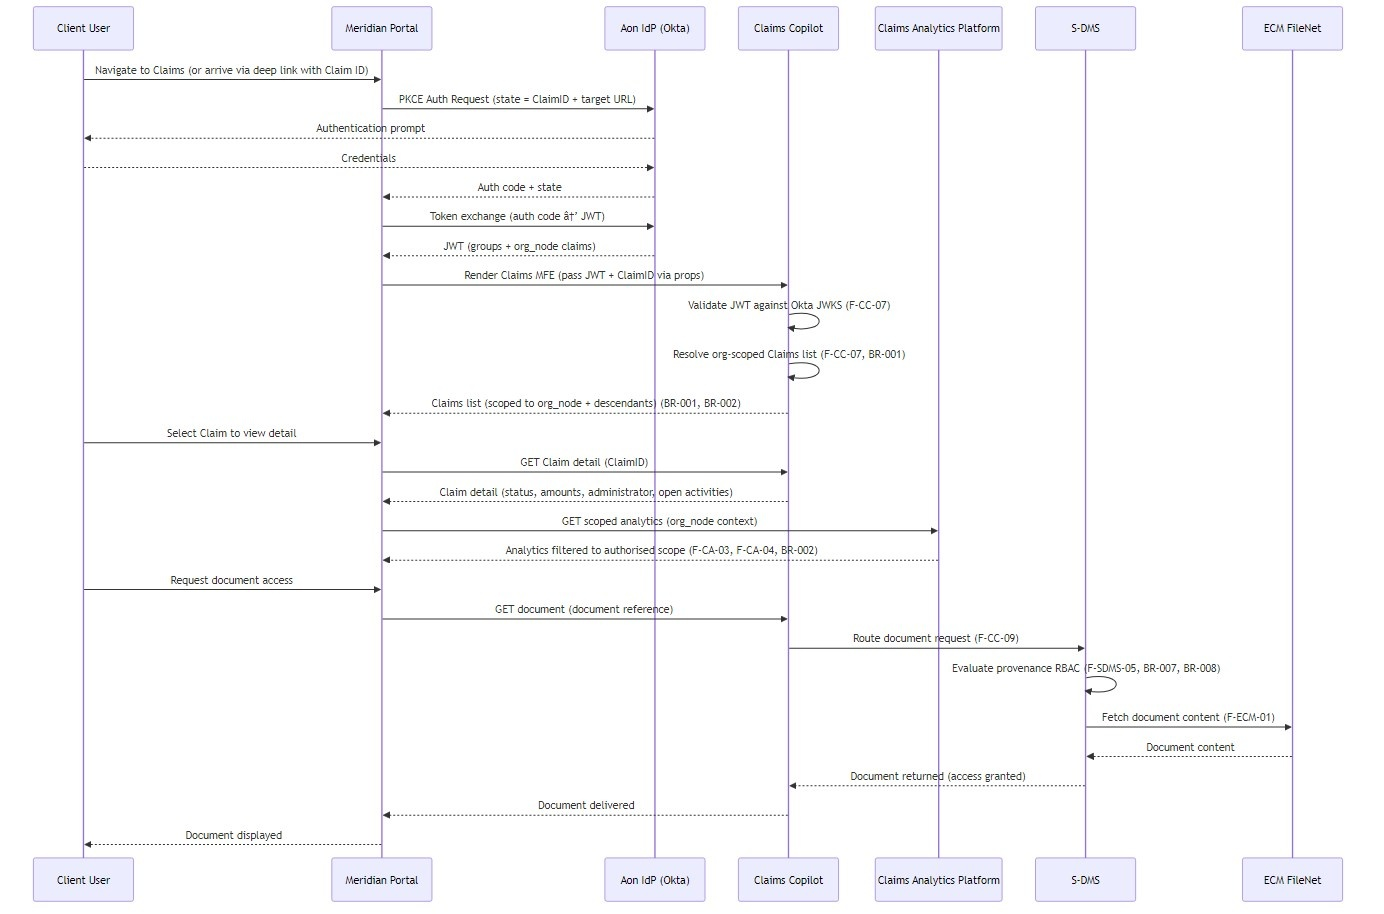 Client User
Meridian Portal
Aon IdP (Okta)
Claims Copilot
Claims Analytics Platform
S-DMS
ECM FileNet
Navigate to Claims (or arrive via deep link with Claim ID)
PKCE Auth Request (state = ClaimID + target URL)
Authentication prompt
Credentials
Auth code + state
Token exchange (auth code â†’ JWT)
JWT (groups + org_node claims)
Render Claims MFE (pass JWT + ClaimID via props)
Validate JWT against Okta JWKS (F-CC-07)
Resolve org-scoped Claims list (F-CC-07, BR-001)
Claims list (scoped to org_node + descendants) (BR-001, BR-002)
Select Claim to view detail
GET Claim detail (ClaimID)
Claim detail (status, amounts, administrator, open activities)
GET scoped analytics (org_node context)
Analytics filtered to authorised scope (F-CA-03, F-CA-04, BR-002)
Request document access
GET document (document reference)
Route document request (F-CC-09)
Evaluate provenance RBAC (F-SDMS-05, BR-007, BR-008)
Fetch document content (F-ECM-01)
Document content
Document returned (access granted)
Document delivered
Document displayed
Client User
Meridian Portal
Aon IdP (Okta)
Claims Copilot
Claims Analytics Platform
S-DMS
ECM FileNet